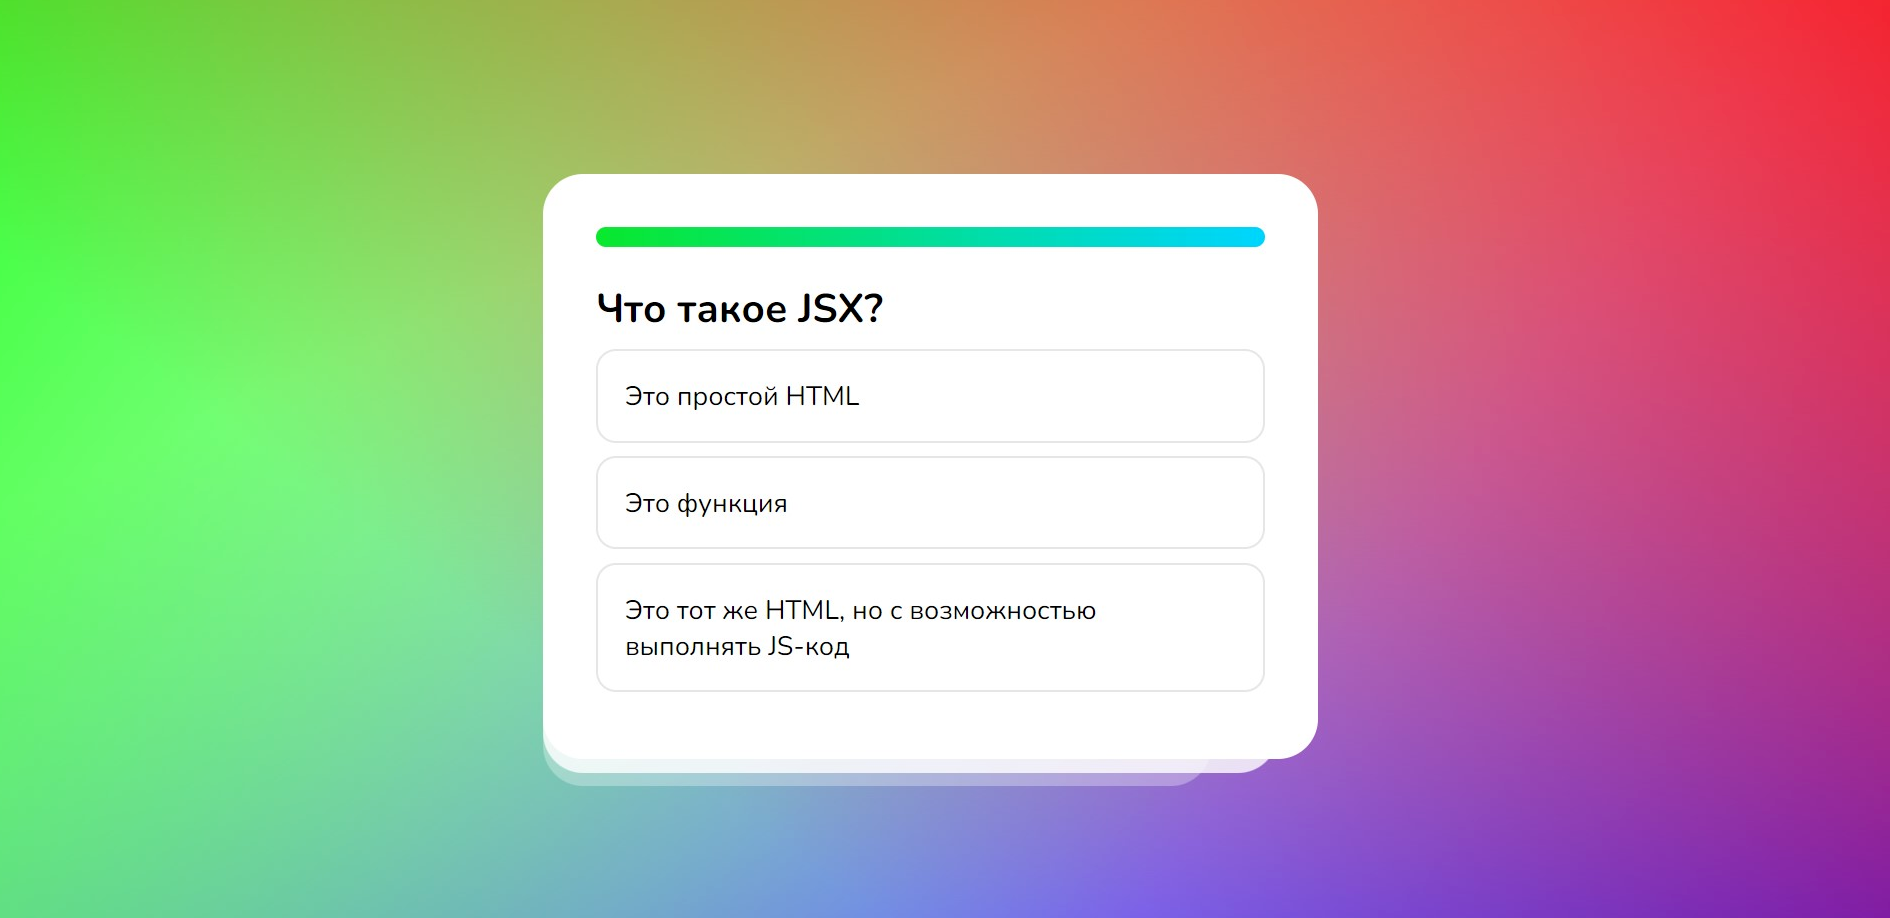 Что такое JSX?
Это простой HTML
Это функция
Это тот же HTML, но с возможностью
выполнять JS-код